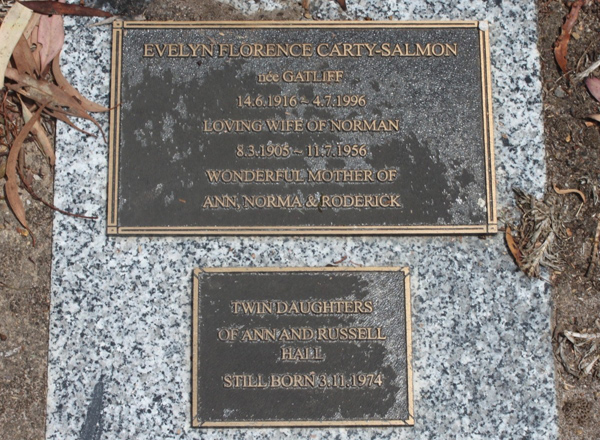 EVELYN FLORENCE CARTY-SALMON
née GATLIFF
14.6.1916 ~ 4.7.1996
LOVING WIFE OF NORMAN
8.3.1905 ~ 11.7.1956
WONDERFUL MOTHER OF
ANN, NORMA & RODERICK
TWIN DAUGHTERS
OF ANN AND RUSSELL
HALL
STILL BORN 3.11.1974